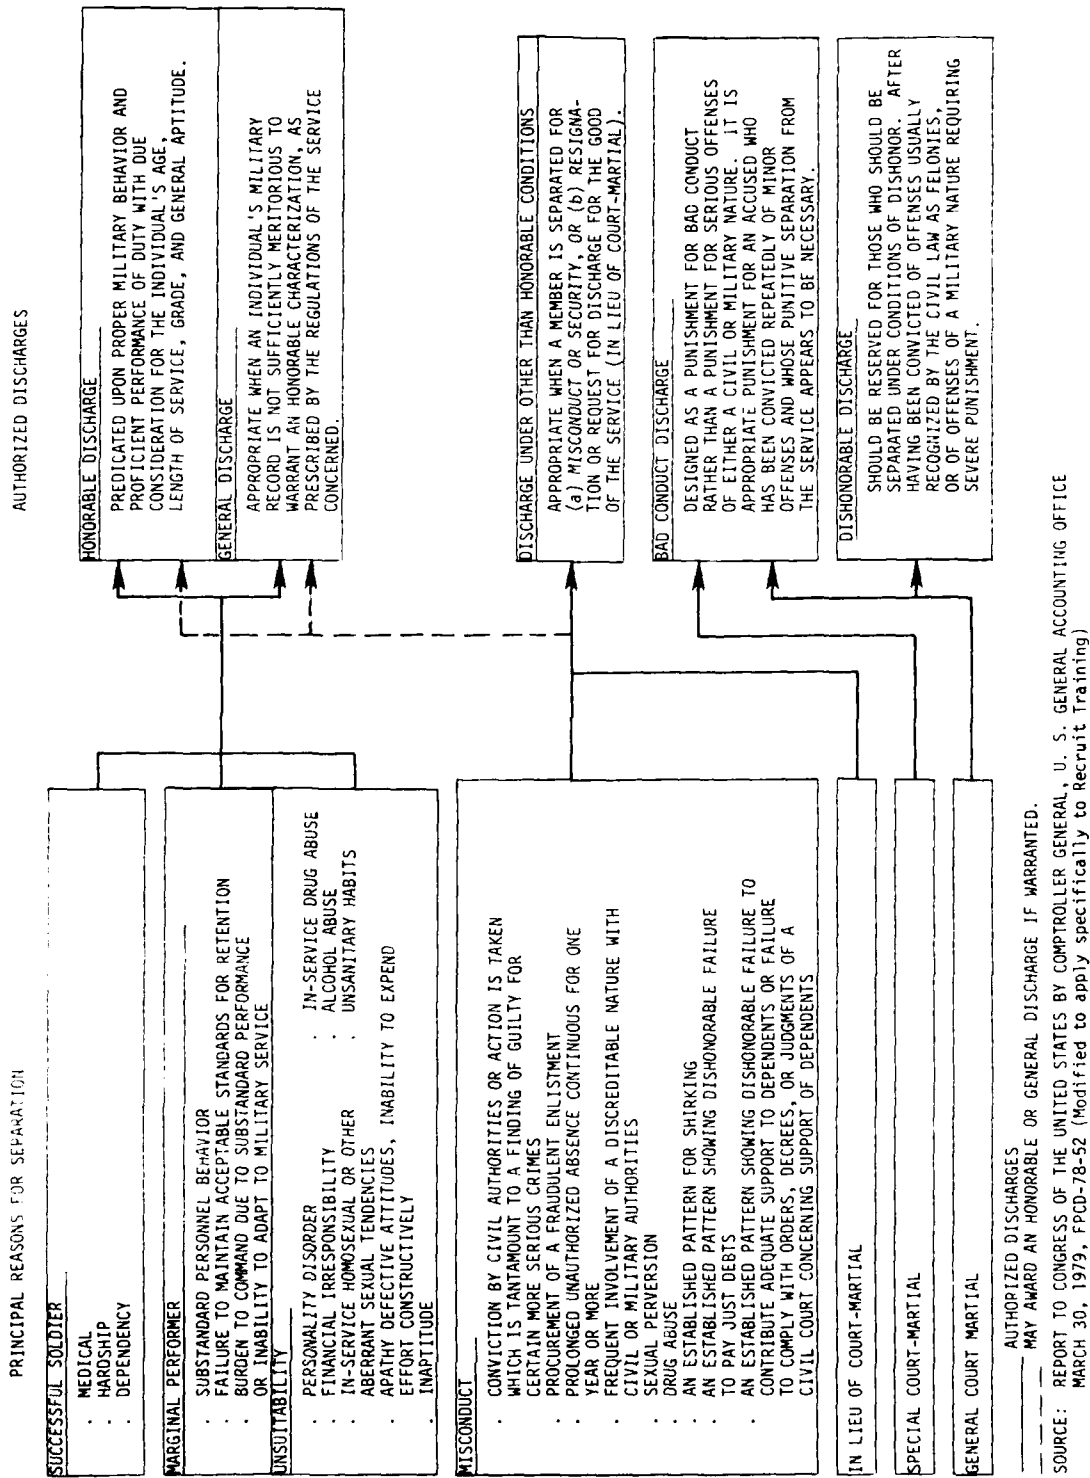 PRINCIPAL REASONS FOR SEPARATION
AUTHORIZED DISCHARGES
SUCCESSFUL SOLDIER
. MEDICAL
. HARDSHIP
. DEPENDENCY
MARGINAL PERFORMER
. SUBSTANDARD PERSONNEL BEHAVIOR
. FAILURE TO MAINTAIN ACCEPTABLE STANDARDS FOR RETENTION
. BURDEN TO COMMAND DUE TO SUBSTANDARD PERFORMANCE
OR INABILITY TO ADAPT TO MILITARY SERVICE
UNSUITABILITY
. PERSONALITY DISORDER
. FINANCIAL IRRESPONSIBILITY
. IN-SERVICE HOMOSEXUAL OR OTHER
ABERRANT SEXUAL TENDENCIES
. APATHY DEFECTIVE ATTITUDES, INABILITY TO EXPEND
EFFORT CONSTRUCTIVELY
. INAPTITUDE
. IN-SERVICE DRUG ABUSE
. ALCOHOL ABUSE
. UNSANITARY HABITS
MISCONDUCT
. CONVICTION BY CIVIL AUTHORITIES OR ACTION IS TAKEN
WHICH IS TANTAMOUNT TO A FINDING OF GUILTY FOR
CERTAIN MORE SERIOUS CRIMES
. PROCUREMENT OF A FRAUDULENT ENLISTMENT
. PROLONGED UNAUTHORIZED ABSENCE CONTINUOUS FOR ONE
YEAR OR MORE
. FREQUENT INVOLVEMENT OF A DISCREDITABLE NATURE WITH
CIVIL OR MILITARY AUTHORITIES
. SEXUAL PERVERSION
. DRUG ABUSE
. AN ESTABLISHED PATTERN FOR SHIRKING
. AN ESTABLISHED PATTERN SHOWING DISHONORABLE FAILURE
TO PAY JUST DEBTS
. AN ESTABLISHED PATTERN SHOWING DISHONORABLE FAILURE TO
CONTRIBUTE ADEQUATE SUPPORT TO DEPENDENTS OR FAILURE
TO COMPLY WITH ORDERS, DECREES, OR JUDGMENTS OF A
CIVIL COURT CONCERNING SUPPORT OF DEPENDENTS
IN LIEU OF COURT-MARTIAL
SPECIAL COURT-MARTIAL
GENERAL COURT MARTIAL
HONORABLE DISCHARGE
PREDICATED UPON PROPER MILITARY BEHAVIOR AND
PROFICIENT PERFORMANCE OF DUTY WITH DUE
CONSIDERATION FOR THE INDIVIDUAL'S AGE,
LENGTH OF SERVICE, GRADE, AND GENERAL APTITUDE.
GENERAL DISCHARGE
APPROPRIATE WHEN AN INDIVIDUAL'S MILITARY
RECORD IS NOT SUFFICIENTLY MERITORIOUS TO
WARRANT AN HONORABLE CHARACTERIZATION, AS
PRESCRIBED BY THE REGULATIONS OF THE SERVICE
CONCERNED.
DISCHARGE UNDER OTHER THAN HONORABLE CONDITIONS
APPROPRIATE WHEN A MEMBER IS SEPARATED FOR
(a) MISCONDUCT OR SECURITY, OR (b) RESIGNA-
TION OR REQUEST FOR DISCHARGE FOR THE GOOD
OF THE SERVICE (IN LIEU OF COURT-MARTIAL).
BAD CONDUCT DISCHARGE
DESIGNED AS A PUNISHMENT FOR BAD CONDUCT
RATHER THAN A PUNISHMENT FOR SERIOUS OFFENSES
OF EITHER A CIVIL OR MILITARY NATURE. IT IS
APPROPRIATE PUNISHMENT FOR AN ACCUSED WHO
HAS BEEN CONVICTED REPEATEDLY OF MINOR
OFFENSES AND WHOSE PUNITIVE SEPARATION FROM
THE SERVICE APPEARS TO BE NECESSARY.
DISHONORABLE DISCHARGE
SHOULD BE RESERVED FOR THOSE WHO SHOULD BE
SEPARATED UNDER CONDITIONS OF DISHONOR. AFTER
HAVING BEEN CONVICTED OF OFFENSES USUALLY
RECOGNIZED BY THE CIVIL LAW AS FELONIES,
OR OF OFFENSES OF A MILITARY NATURE REQUIRING
SEVERE PUNISHMENT.
AUTHORIZED DISCHARGES
MAY AWARD AN HONORABLE OR GENERAL DISCHARGE IF WARRANTED.
SOURCE: REPORT TO CONGRESS OF THE UNITED STATES BY COMPTROLLER GENERAL, U. S. GENERAL ACCOUNTING OFFICE
MARCH 30, 1979, FPCD-78-52 (Modified to apply specifically to Recruit Training)